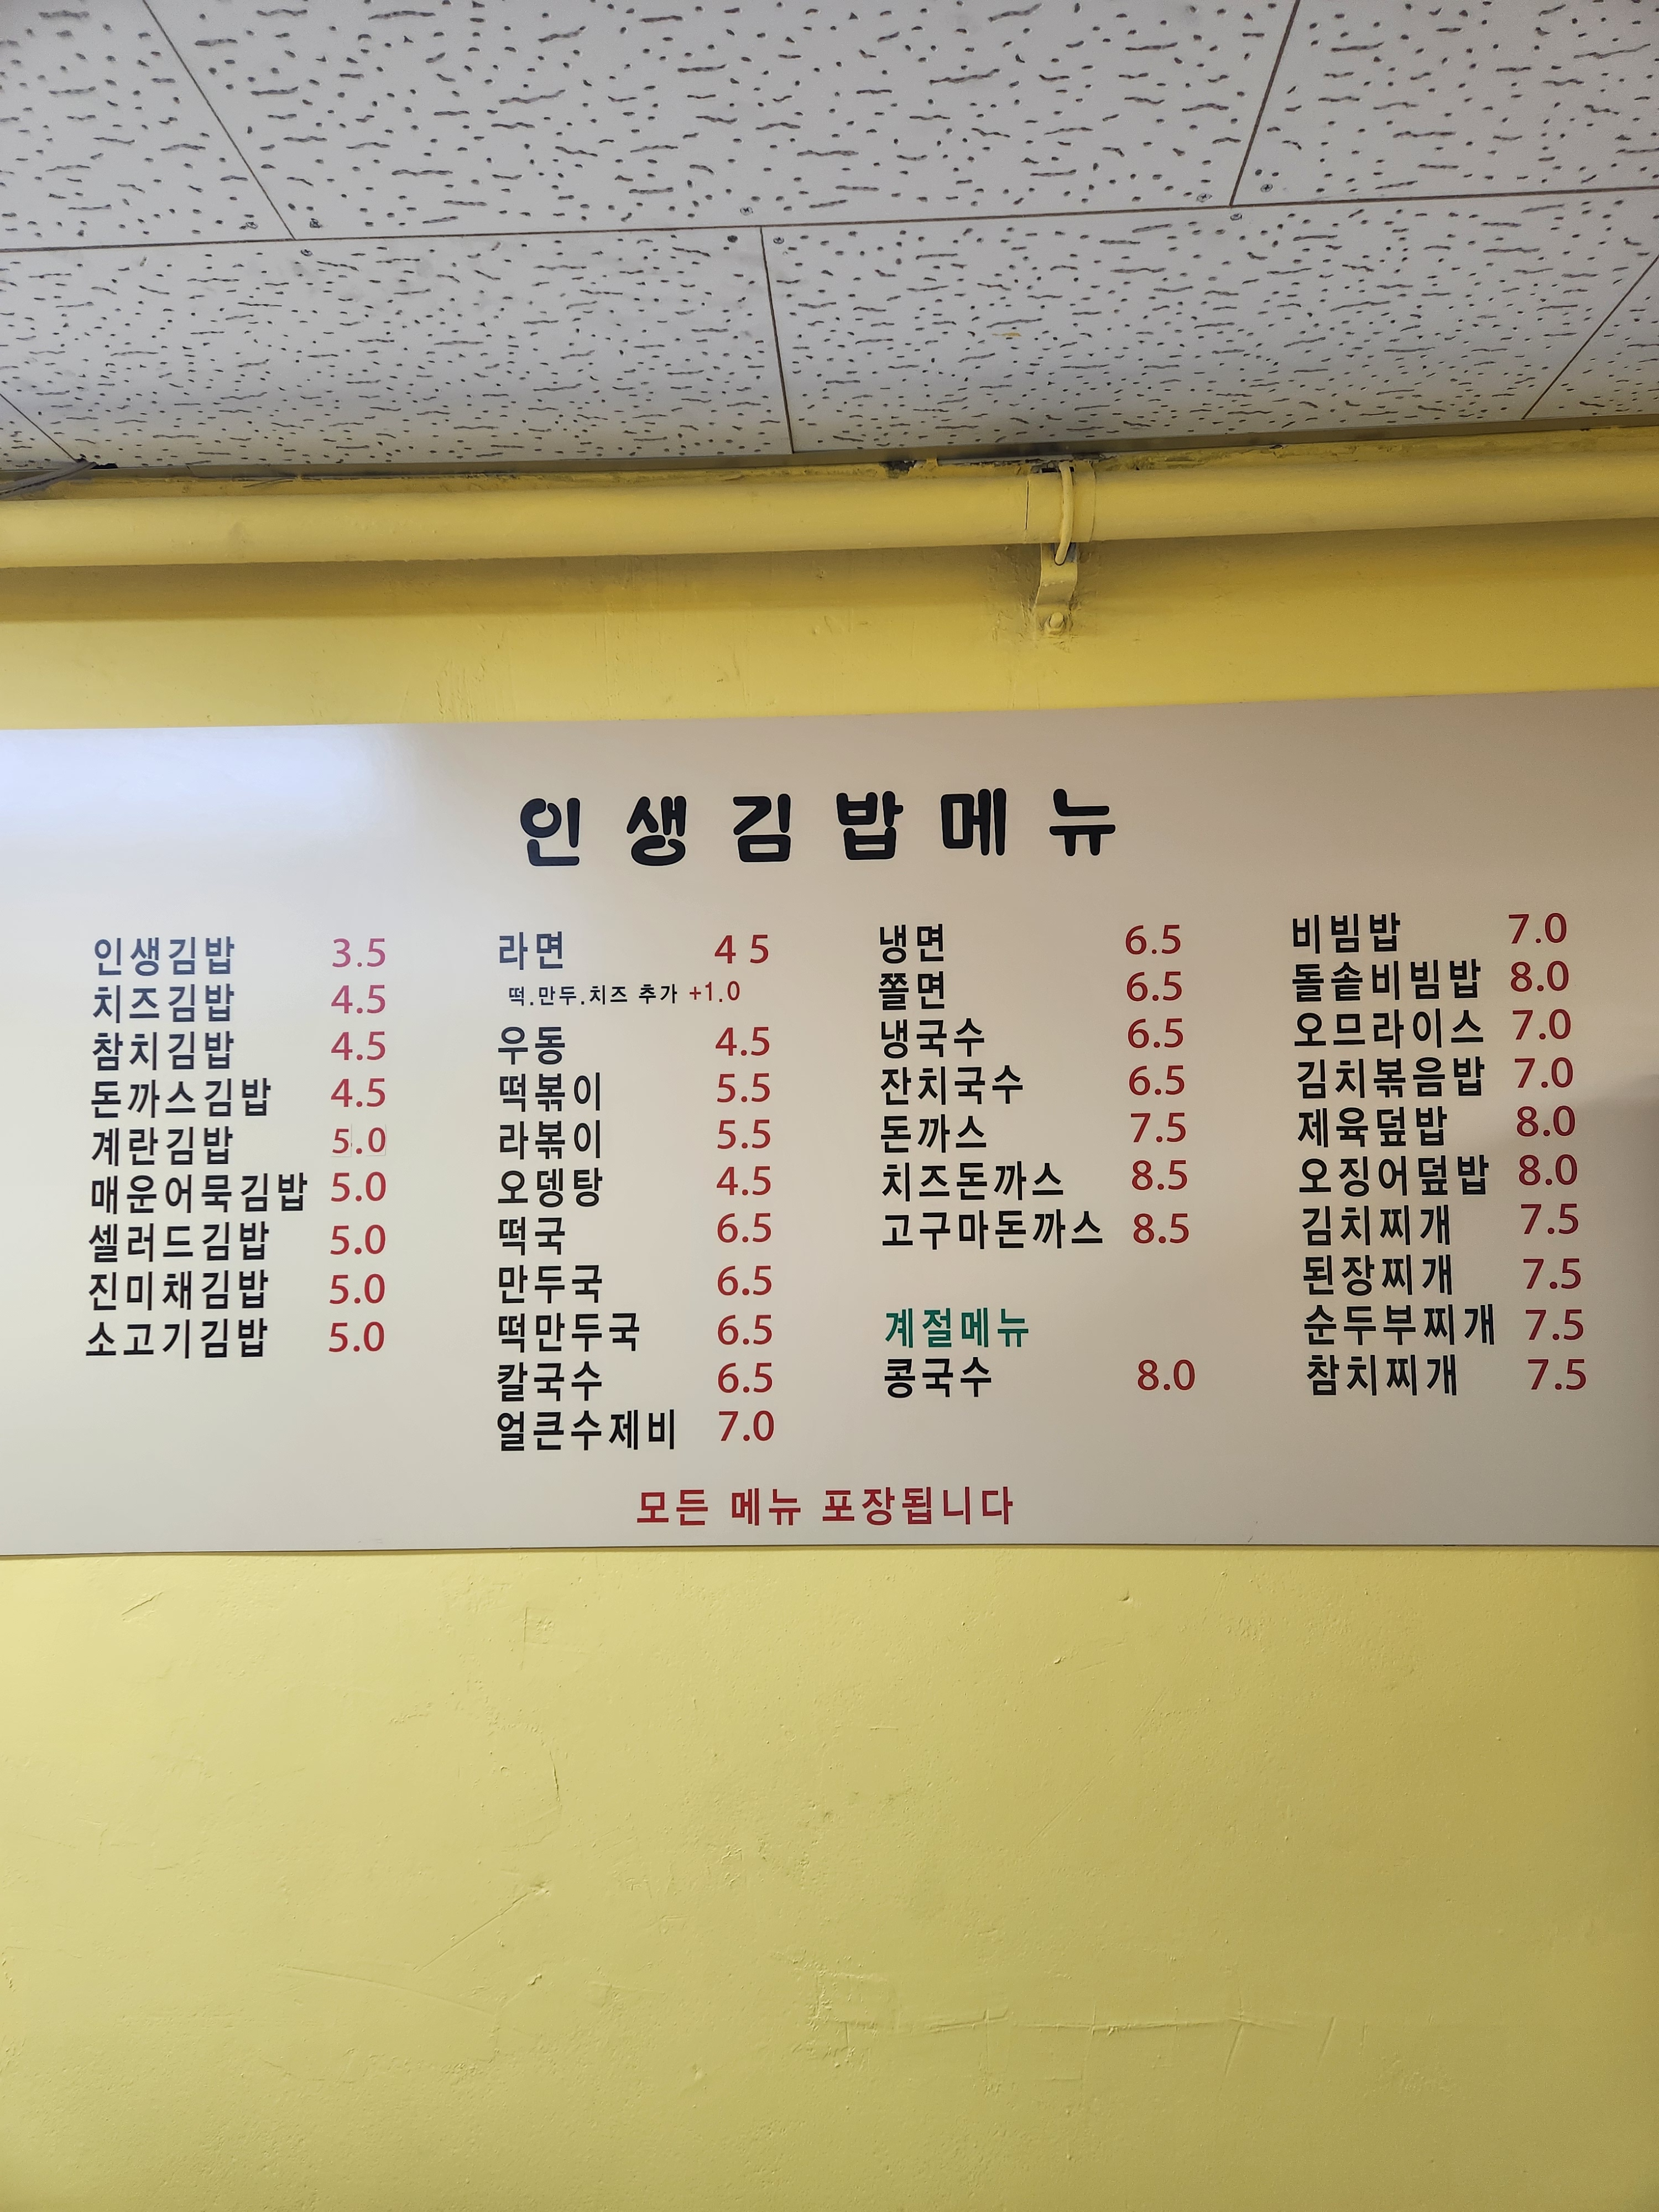 인생김밥메뉴
인생김밥 3.5
치즈김밥 4.5
참치김밥 4.5
돈까스김밥 4.5
계란김밥 5.0
매운어묵김밥 5.0
셀러드김밥 5.0
진미채김밥 5.0
소고기김밥 5.0
라면 4 5
떡.만두.치즈 추가 +1.0
우동 4.5
떡볶이 5.5
라볶이 5.5
오뎅탕 4.5
떡국 6.5
만두국 6.5
떡만두국 6.5
칼국수 6.5
얼큰수제비 7.0
냉면 6.5
쫄면 6.5
냉국수 6.5
잔치국수 6.5
돈까스 7.5
치즈돈까스 8.5
고구마돈까스 8.5
계절메뉴
콩국수 8.0
비빔밥 7.0
돌솥비빔밥 8.0
오므라이스 7.0
김치볶음밥 7.0
제육덮밥 8.0
오징어덮밥 8.0
김치찌개 7.5
된장찌개 7.5
순두부찌개 7.5
참치찌개 7.5
모든 메뉴 포장됩니다